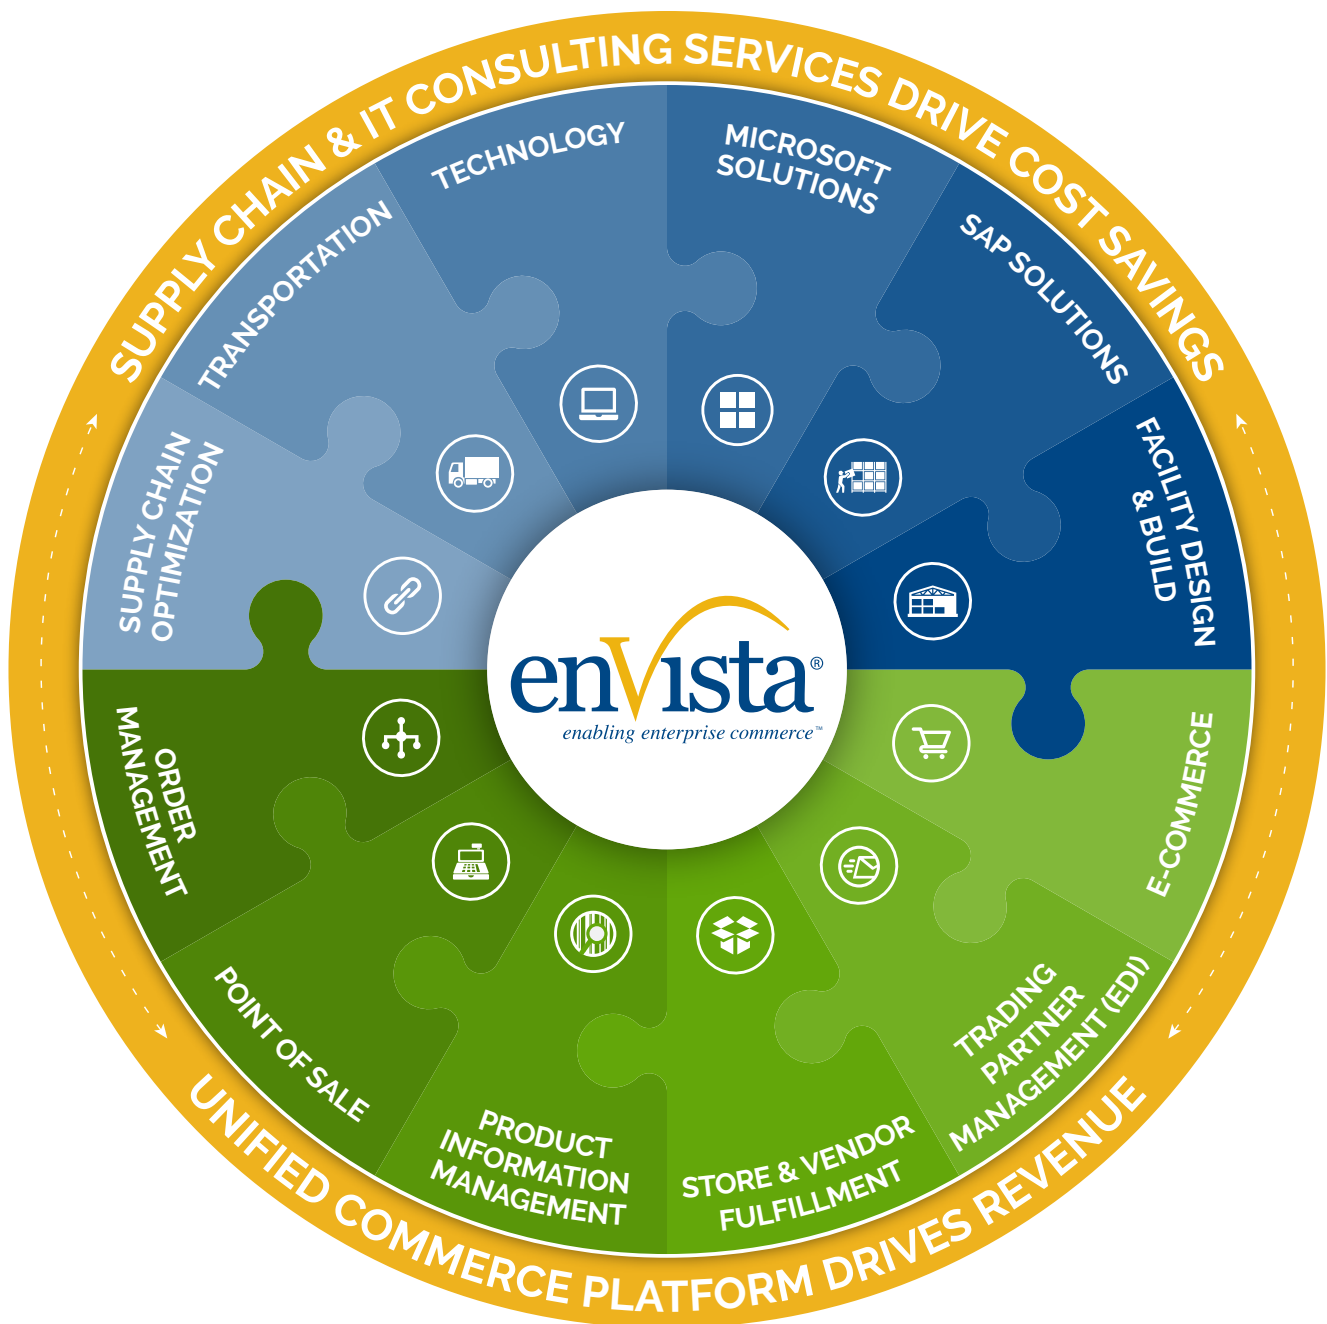 SUPPLY CHAIN & IT CONSULTING SERVICES DRIVE COST SAVINGS
TECHNOLOGY
MICROSOFT
SOLUTIONS
TRANSPORTATION
SAP SOLUTIONS
SUPPLY CHAIN
OPTIMIZATION
FACILITY DESIGN
& BUILD
enVista®
enabling enterprise commerce™
ORDER
MANAGEMENT
E-COMMERCE
POINT OF SALE
TRADING
PARTNER
MANAGEMENT (EDI)
PRODUCT
INFORMATION
MANAGEMENT
STORE & VENDOR
FULFILLMENT
UNIFIED COMMERCE PLATFORM DRIVES REVENUE